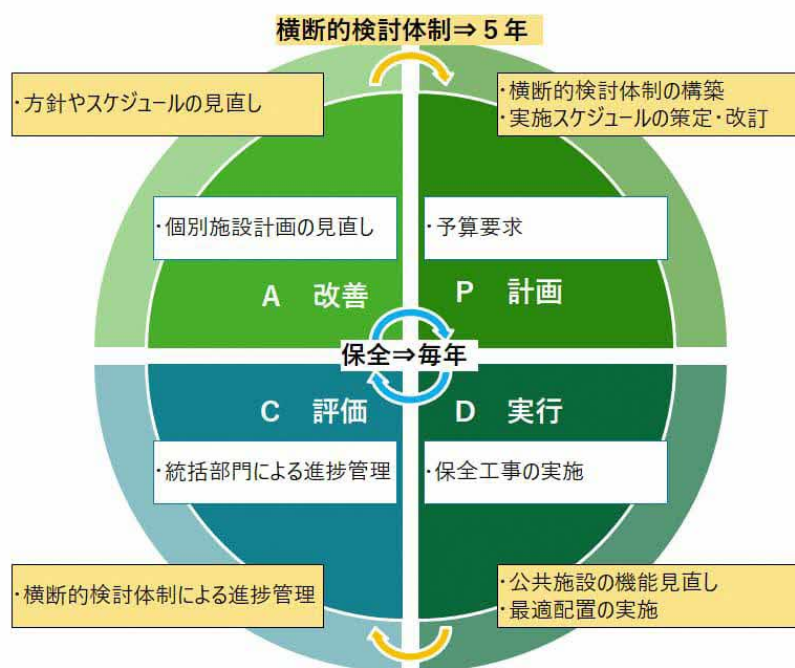 横断的検討体制⇒５年
・方針やスケジュールの見直し
・横断的検討体制の構築
・実施スケジュールの策定・改訂
・個別施設計画の見直し
・予算要求
A　改善
P　計画
保全⇒毎年
C　評価
D　実行
・統括部門による進捗管理
・保全工事の実施
・横断的検討体制による進捗管理
・公共施設の機能見直し
・最適配置の実施